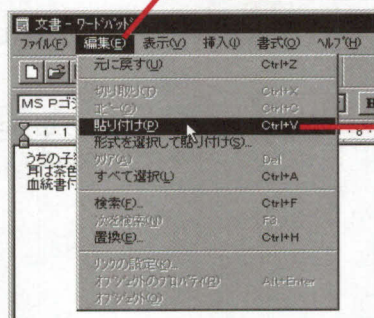 文書 - ワードパッド
ファイル(F) 編集(E) 表示(V) 挿入(I) 書式(O) ヘルプ(H)
元に戻す(U) Ctrl+Z
切り取り(T) Ctrl+X
コピー(C) Ctrl+C
MS Pゴシ
貼り付け(P) Ctrl+V
形式を選択して貼り付け(S)...
クリア(A) Del
すべて選択(L) Ctrl+A
うちの子
耳は茶色
血統書付
検索(F)... Ctrl+F
次を検索(N) F3
置換(E)... Ctrl+H
リンクの設定(K)...
オブジェクトのプロパティ(R) Alt+Enter
オブジェクト(O)